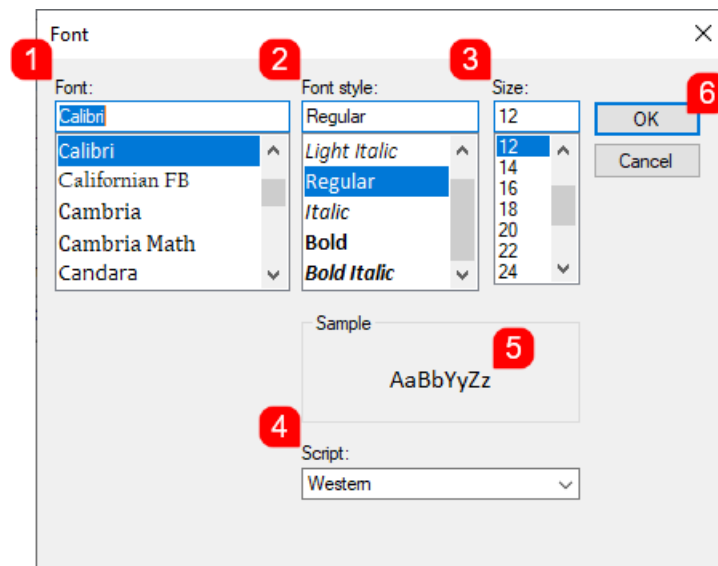 Font
1
2
3
6
Font:
Font style:
Size:
Calibri
Regular
12
OK
Cancel
Calibri
Californian FB
Cambria
Cambria Math
Candara
Light Italic
Regular
Italic
Bold
Bold Italic
12
14
16
18
20
22
24
Sample
5
AaBbYyZz
4
Script:
Western